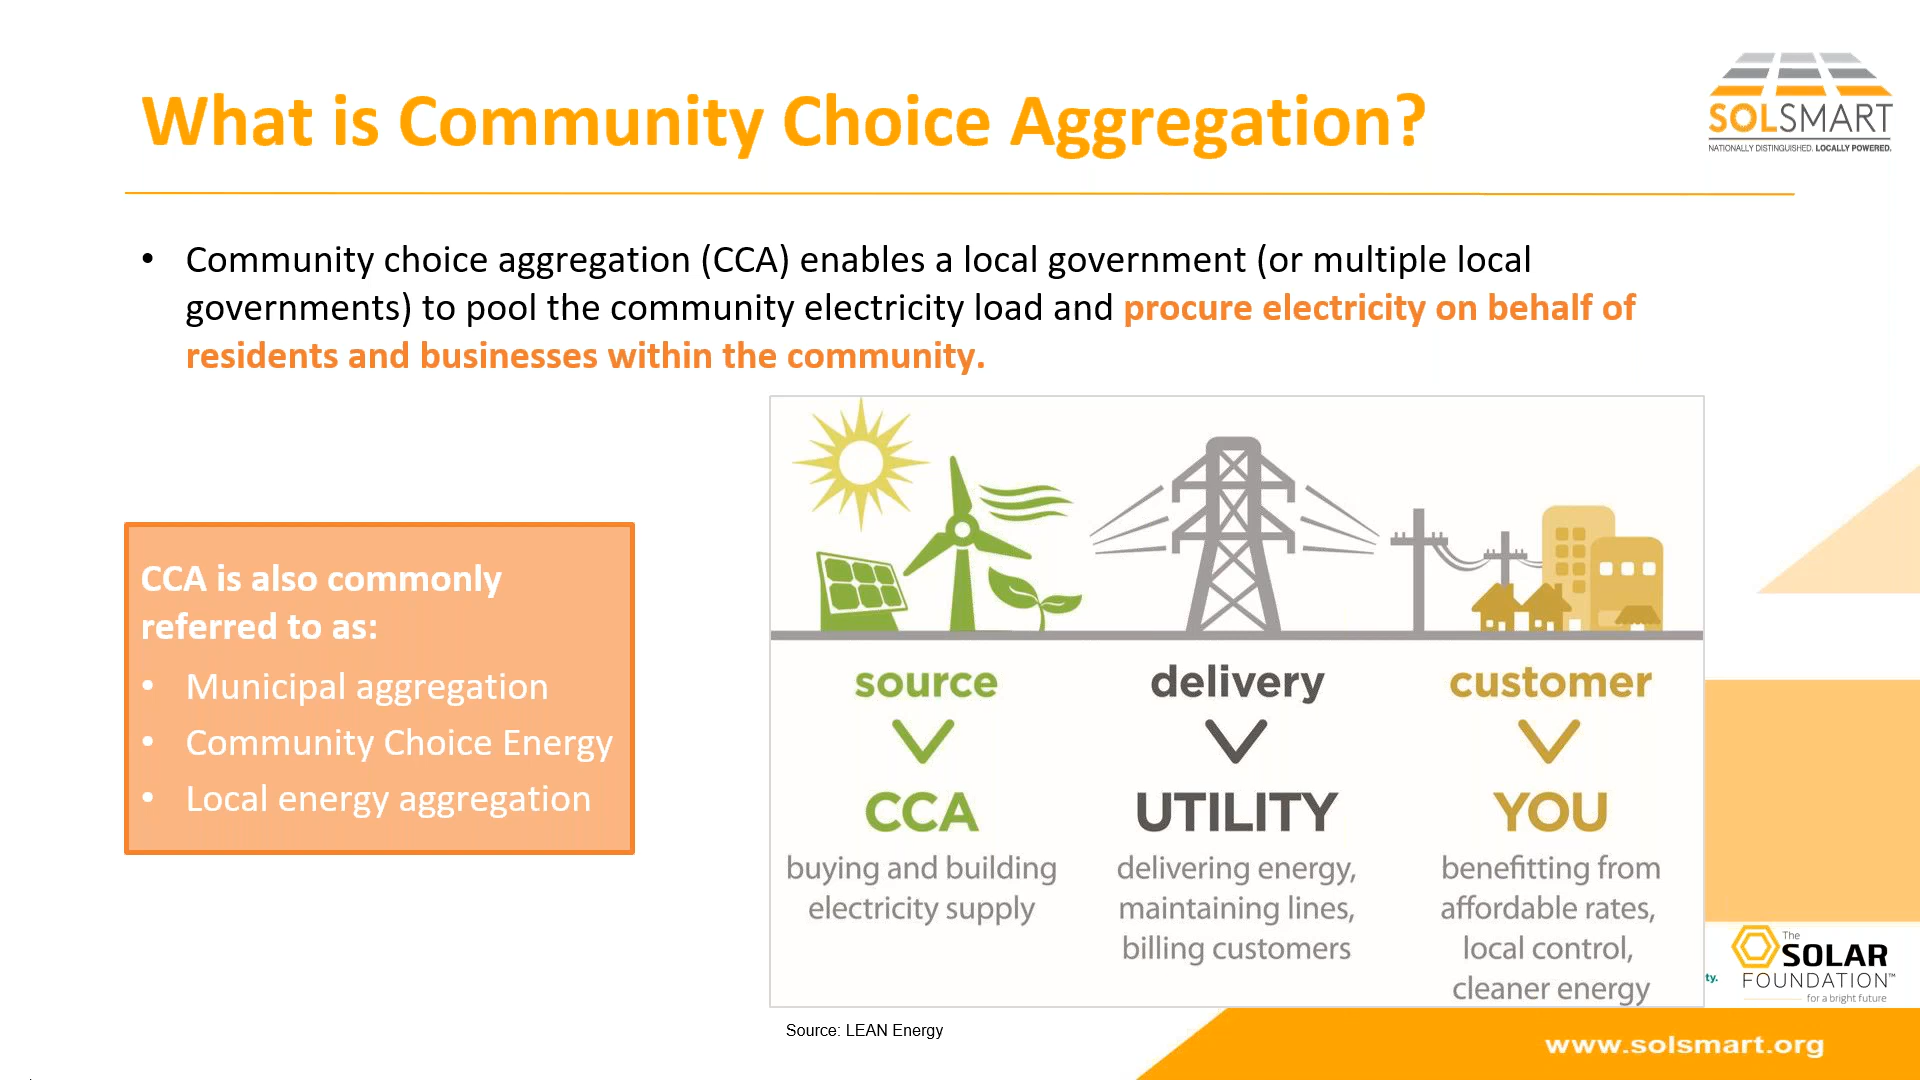 What is Community Choice Aggregation?
SOLSMART
NATIONALLY DISTINGUISHED. LOCALLY POWERED.
• Community choice aggregation (CCA) enables a local government (or multiple local
governments) to pool the community electricity load and procure electricity on behalf of
residents and businesses within the community.
CCA is also commonly
referred to as:
• Municipal aggregation
• Community Choice Energy
• Local energy aggregation
source
CCA
buying and building
electricity supply
delivery
UTILITY
delivering energy,
maintaining lines,
billing customers
customer
YOU
benefitting from
affordable rates,
local control,
cleaner energy
Source: LEAN Energy
ty.
The
SOLAR
FOUNDATION™
for a bright future
www.solsmart.org